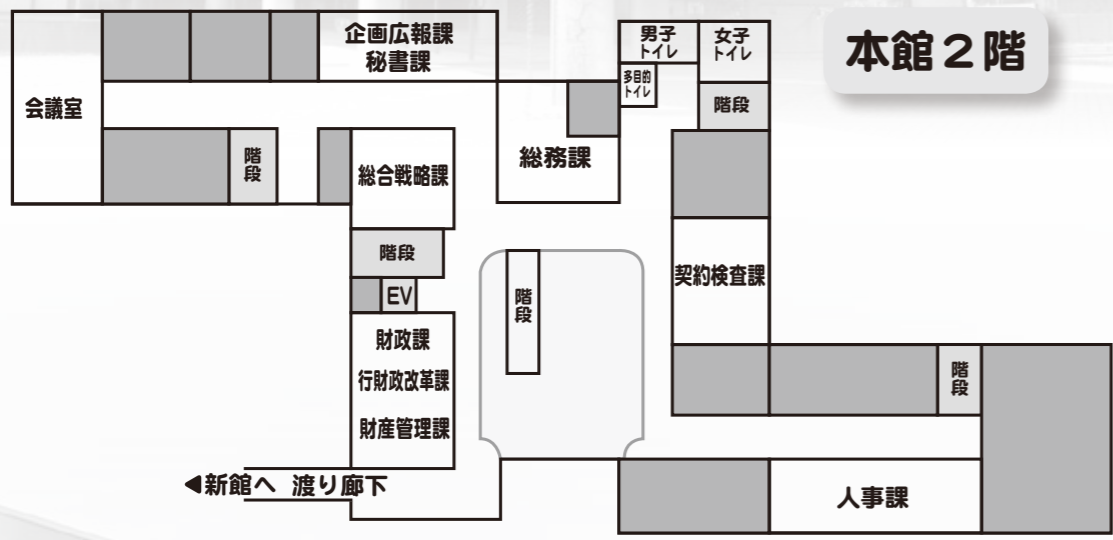 本館2階
企画広報課
秘書課
会議室
男子
トイレ
女子
トイレ
多目的
トイレ
階段
階段
総務課
総合戦略課
階段
EV
階段
契約検査課
財政課
行財政改革課
財産管理課
階段
◀新館へ 渡り廊下
人事課